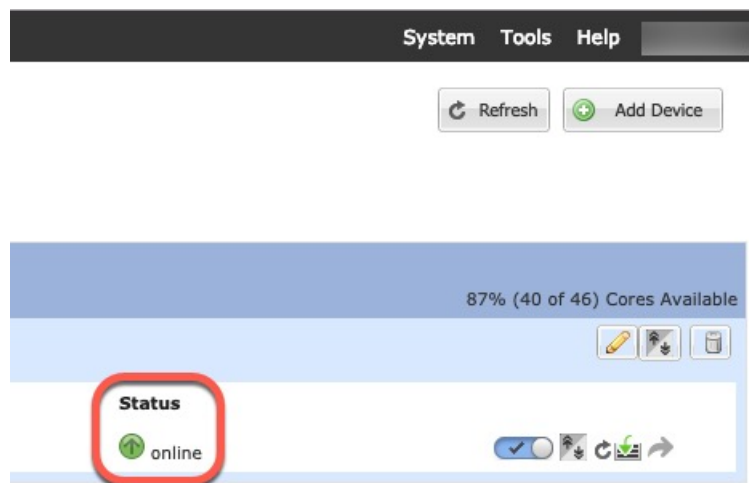 System Tools Help
Refresh Add Device
87% (40 of 46) Cores Available
Status
online